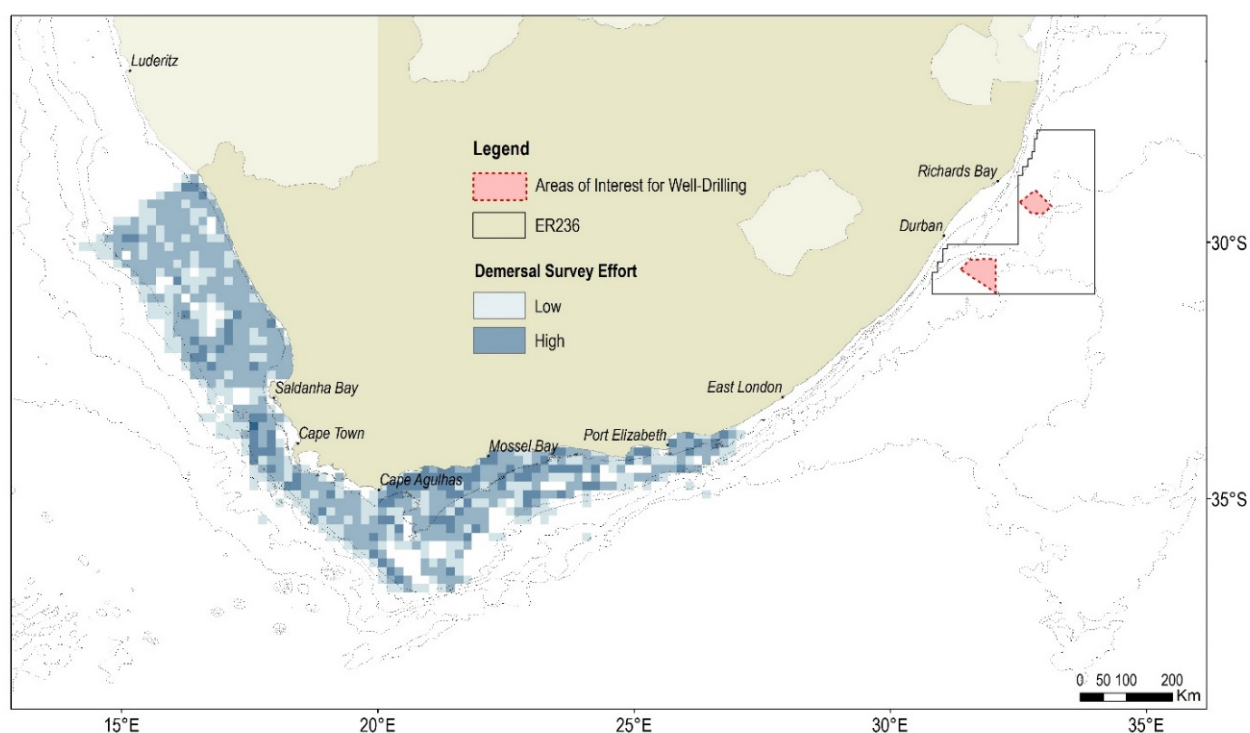 Luderitz
Legend
Areas of Interest for Well-Drilling
ER236
Demersal Survey Effort
Low
High
Richards Bay
Durban
30°S
Saldanha Bay
Cape Town
East London
Port Elizabeth
Mossel Bay
Cape Agulhas
35°S
0 50 100 200
Km
15°E 20°E 25°E 30°E 35°E